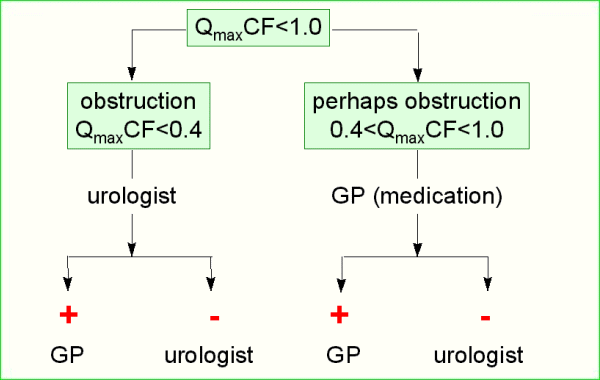 QmaxCF<1.0
obstruction
QmaxCF<0.4
perhaps obstruction
0.4<QmaxCF<1.0
urologist
GP (medication)
+
-
+
-
GP
urologist
GP
urologist